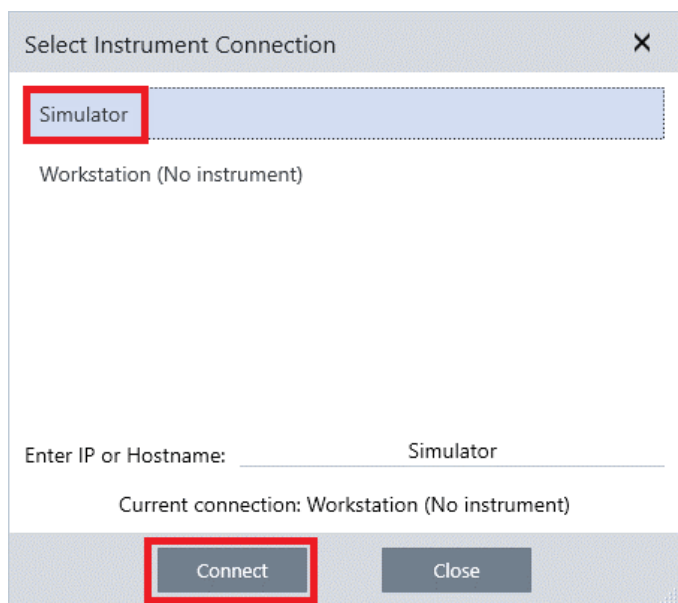 Select Instrument Connection
Simulator
Workstation (No instrument)
Enter IP or Hostname: Simulator
Current connection: Workstation (No instrument)
Connect Close